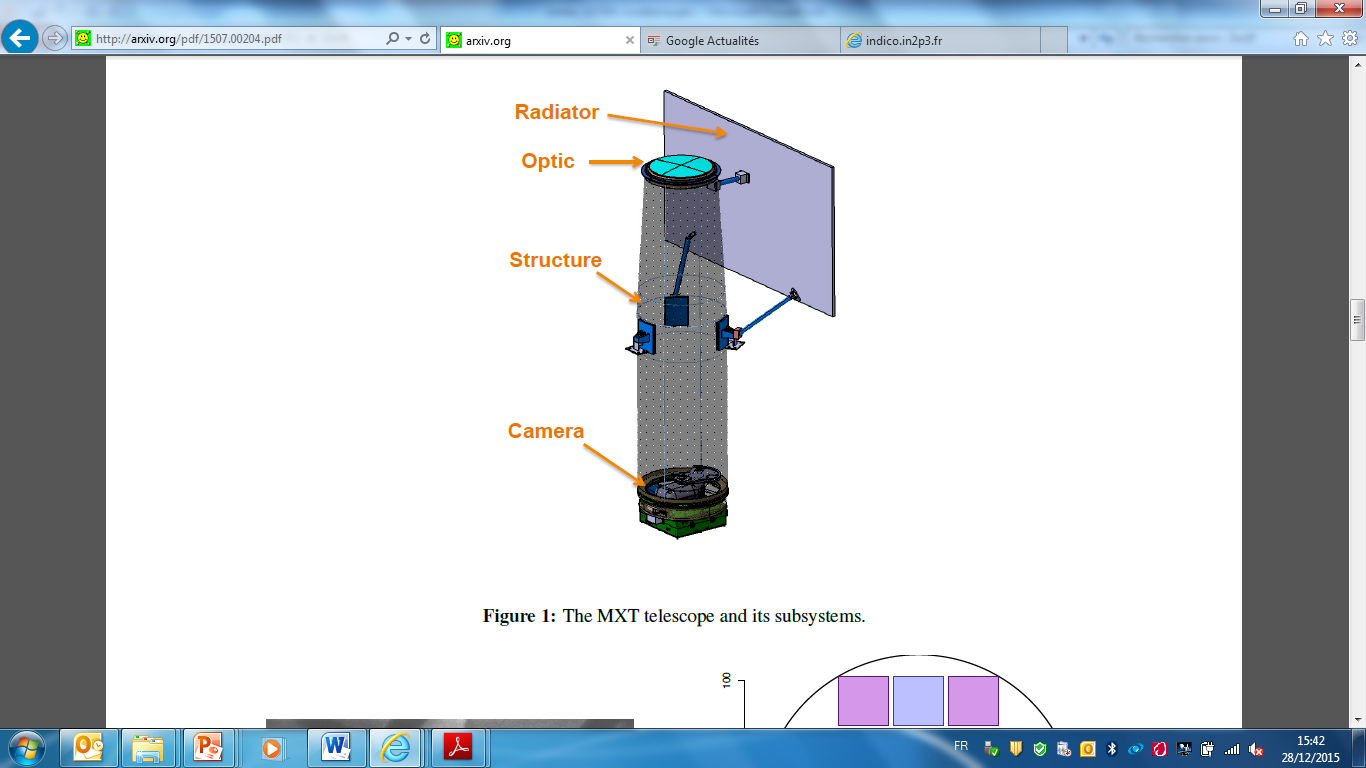 http://arxiv.org/pdf/1507.00204.pdf
arxiv.org
Google Actualités
indico.in2p3.fr
Radiator
Optic
Structure
Camera
Figure 1: The MXT telescope and its subsystems.
100
FR
15:42
28/12/2015